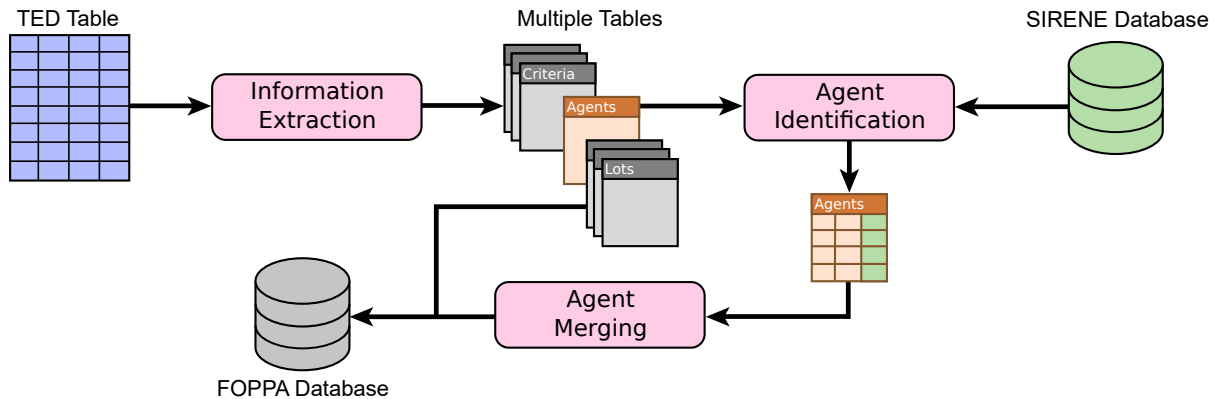 TED Table
Multiple Tables
SIRENE Database
Information
Extraction
Criteria
Agents
Lots
Agent
Identification
Agents
Agent
Merging
FOPPA Database